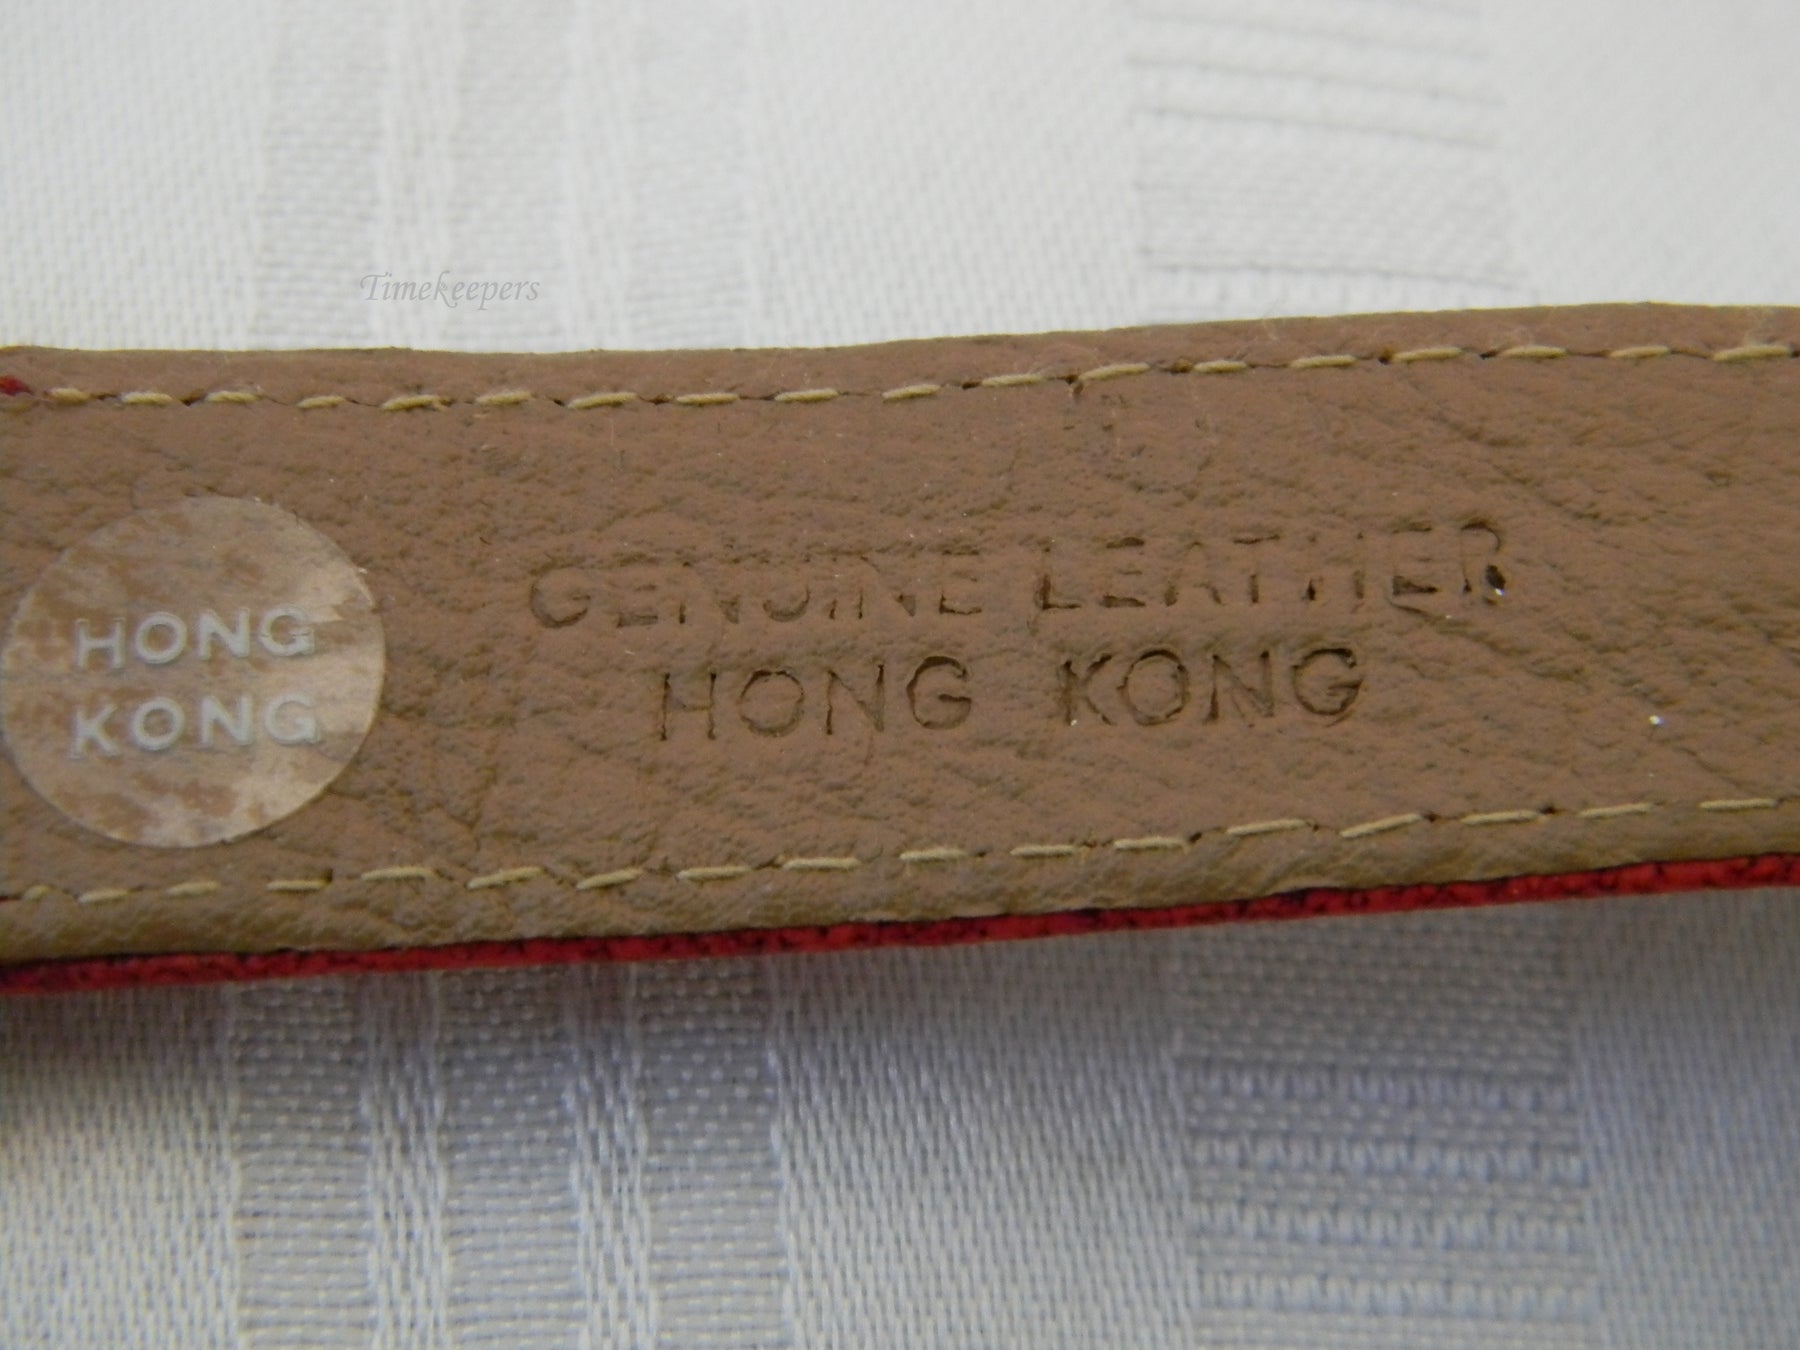 Timekeepers
HONG
KONG
GENUINE LEATHER
HONG KONG